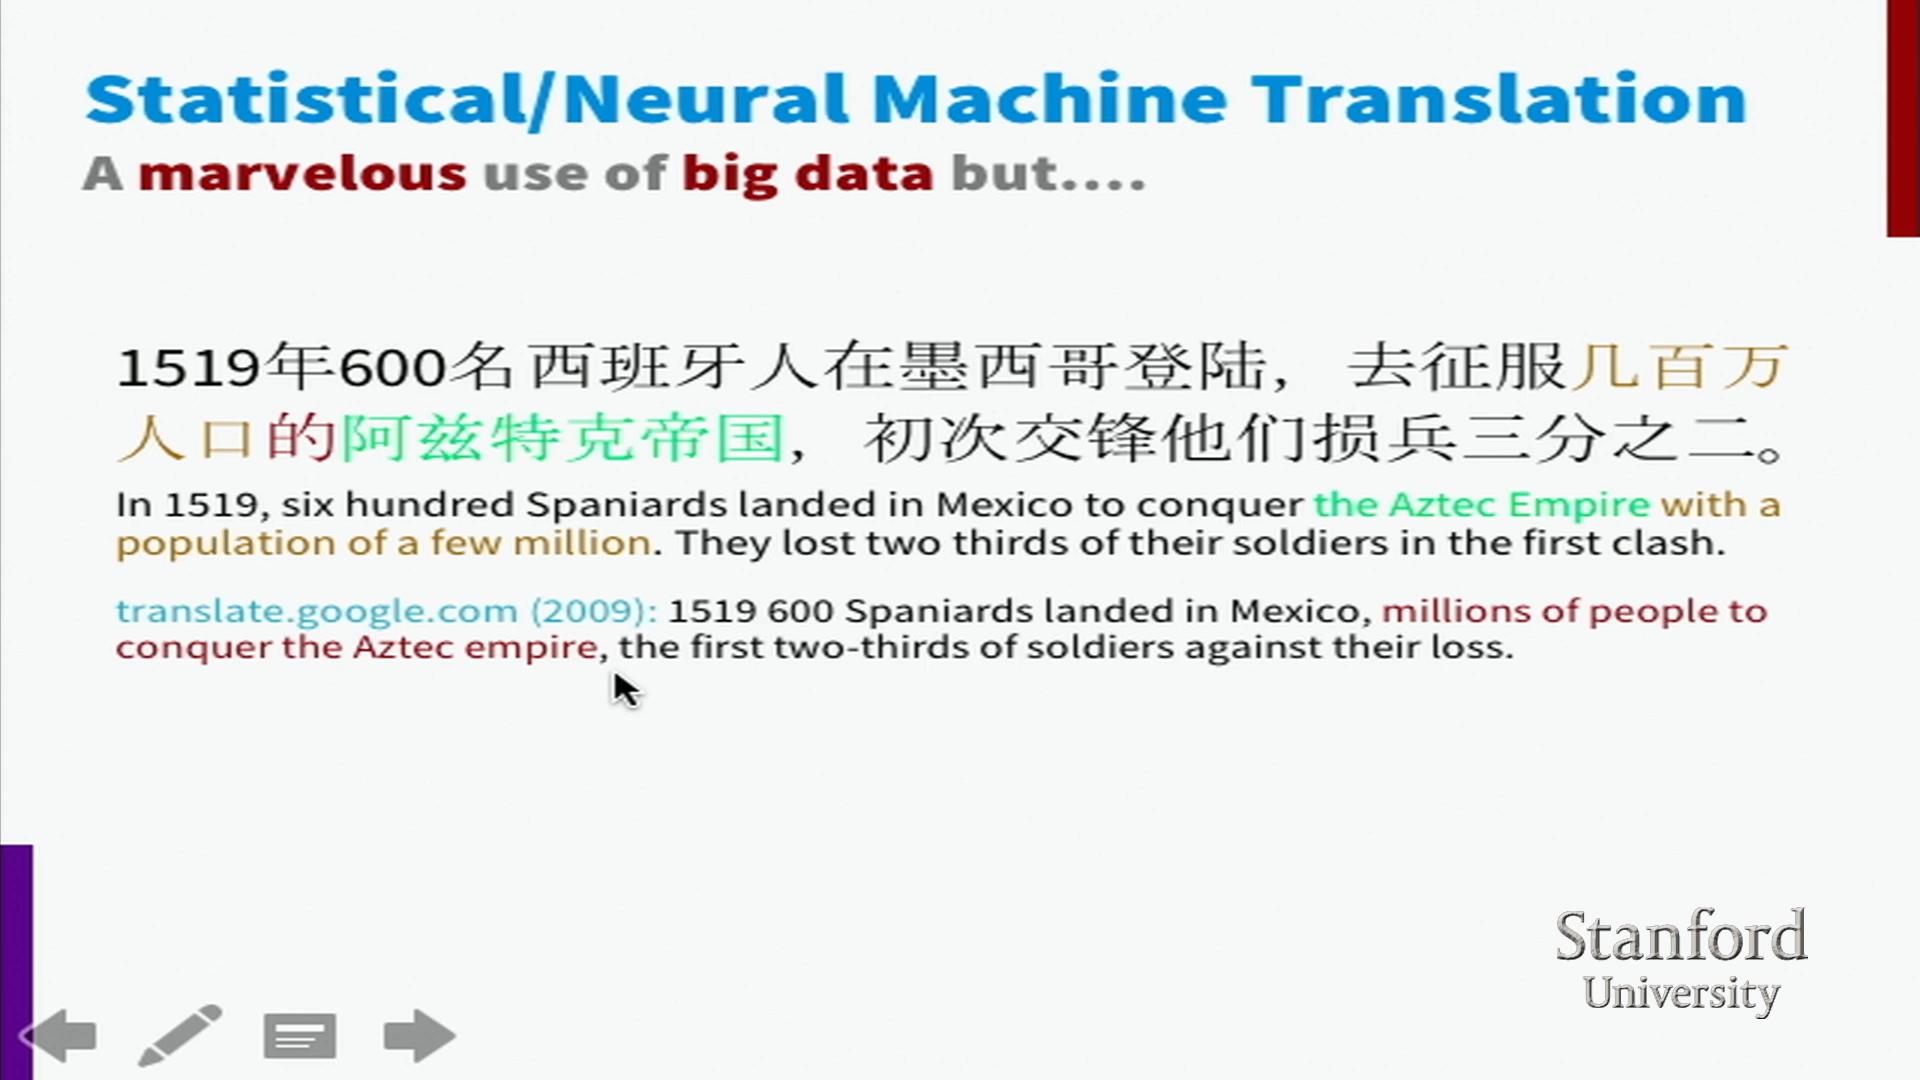 Statistical/Neural Machine Translation
A marvelous use of big data but....
1519年600名西班牙人在墨西哥登陆，去征服几百万
人口的阿兹特克帝国，初次交锋他们损兵三分之二。
In 1519, six hundred Spaniards landed in Mexico to conquer the Aztec Empire with a
population of a few million. They lost two thirds of their soldiers in the first clash.
translate.google.com (2009): 1519 600 Spaniards landed in Mexico, millions of people to
conquer the Aztec empire, the first two-thirds of soldiers against their loss.
Stanford
University